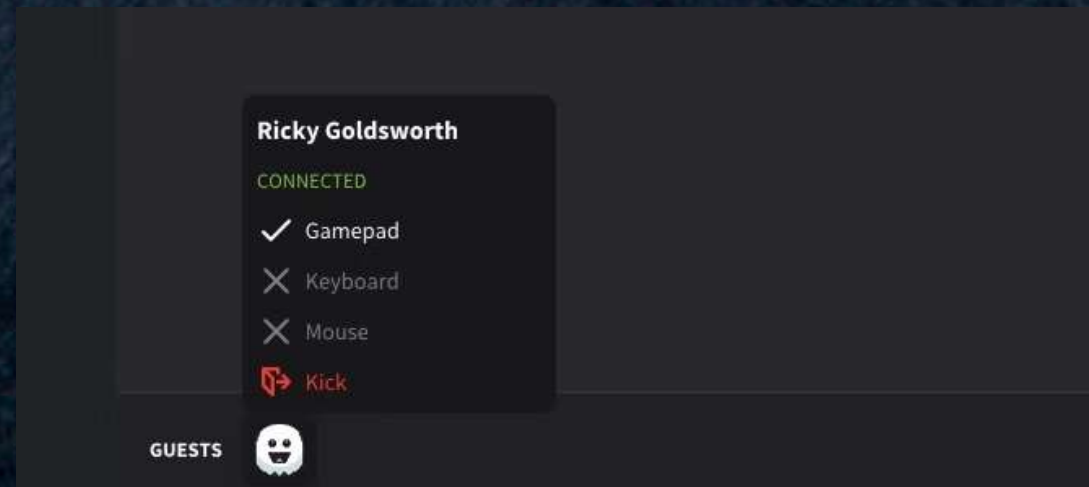 Ricky Goldsworth
CONNECTED
Gamepad
Keyboard
Mouse
Kick
GUESTS